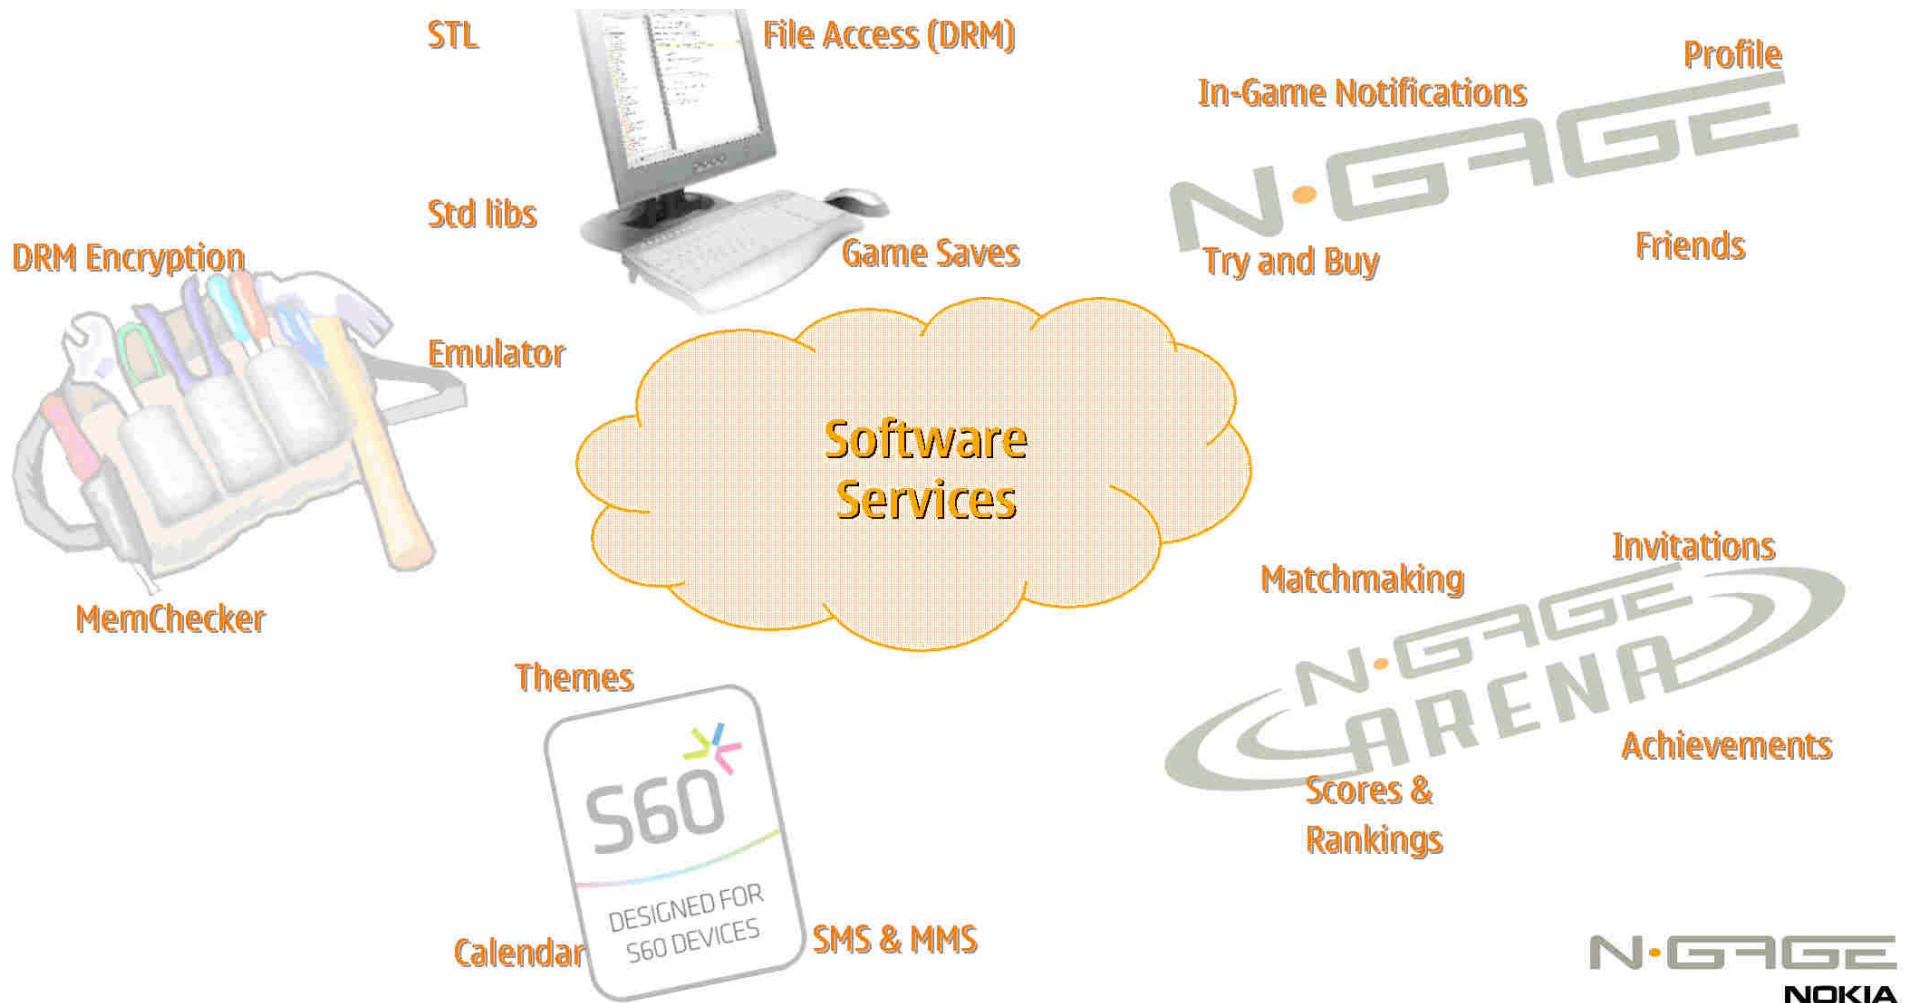 STL
File Access (DRM)
Profile
In-Game Notifications
N·GAGE
Std libs
DRM Encryption
Game Saves
Try and Buy
Friends
Emulator
Software
Services
Invitations
Matchmaking
MemChecker
N·GAGE
ARENA
Themes
Achievements
S60
Scores &
Rankings
DESIGNED FOR
S60 DEVICES
Calendar
SMS & MMS
N·GAGE
NOKIA